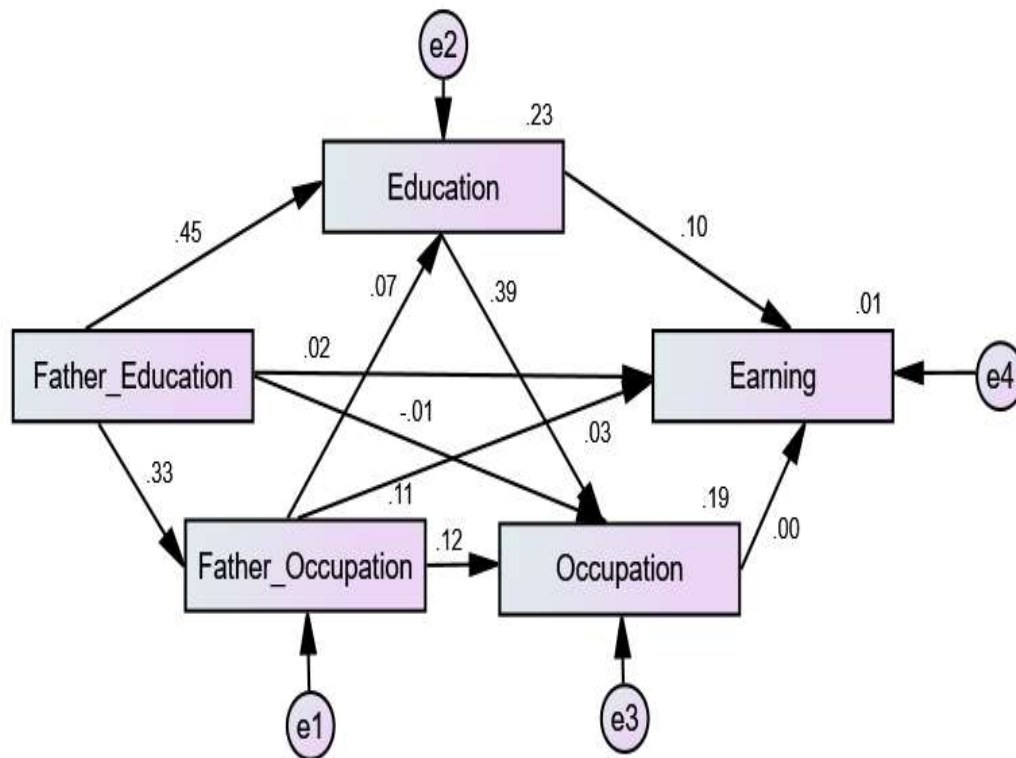 e2
.23
Education
.45
.10
.07
.39
.01
Father_Education
.02
Earning
e4
-.01
.03
.33
.11
.19
Father_Occupation
.12
Occupation
.00
e1
e3